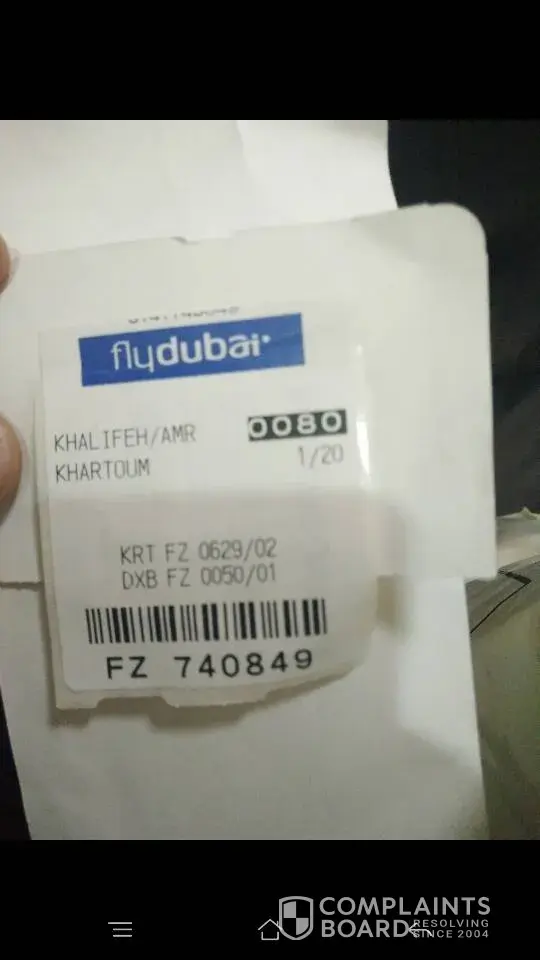 flydubai
KHALIFEH/AMR 0080
KHARTOUM 1/20
KRT FZ 0629/02
DXB FZ 0050/01
FZ 740849
COMPLAINTS
BOARD RESOLVING
SINCE 2004